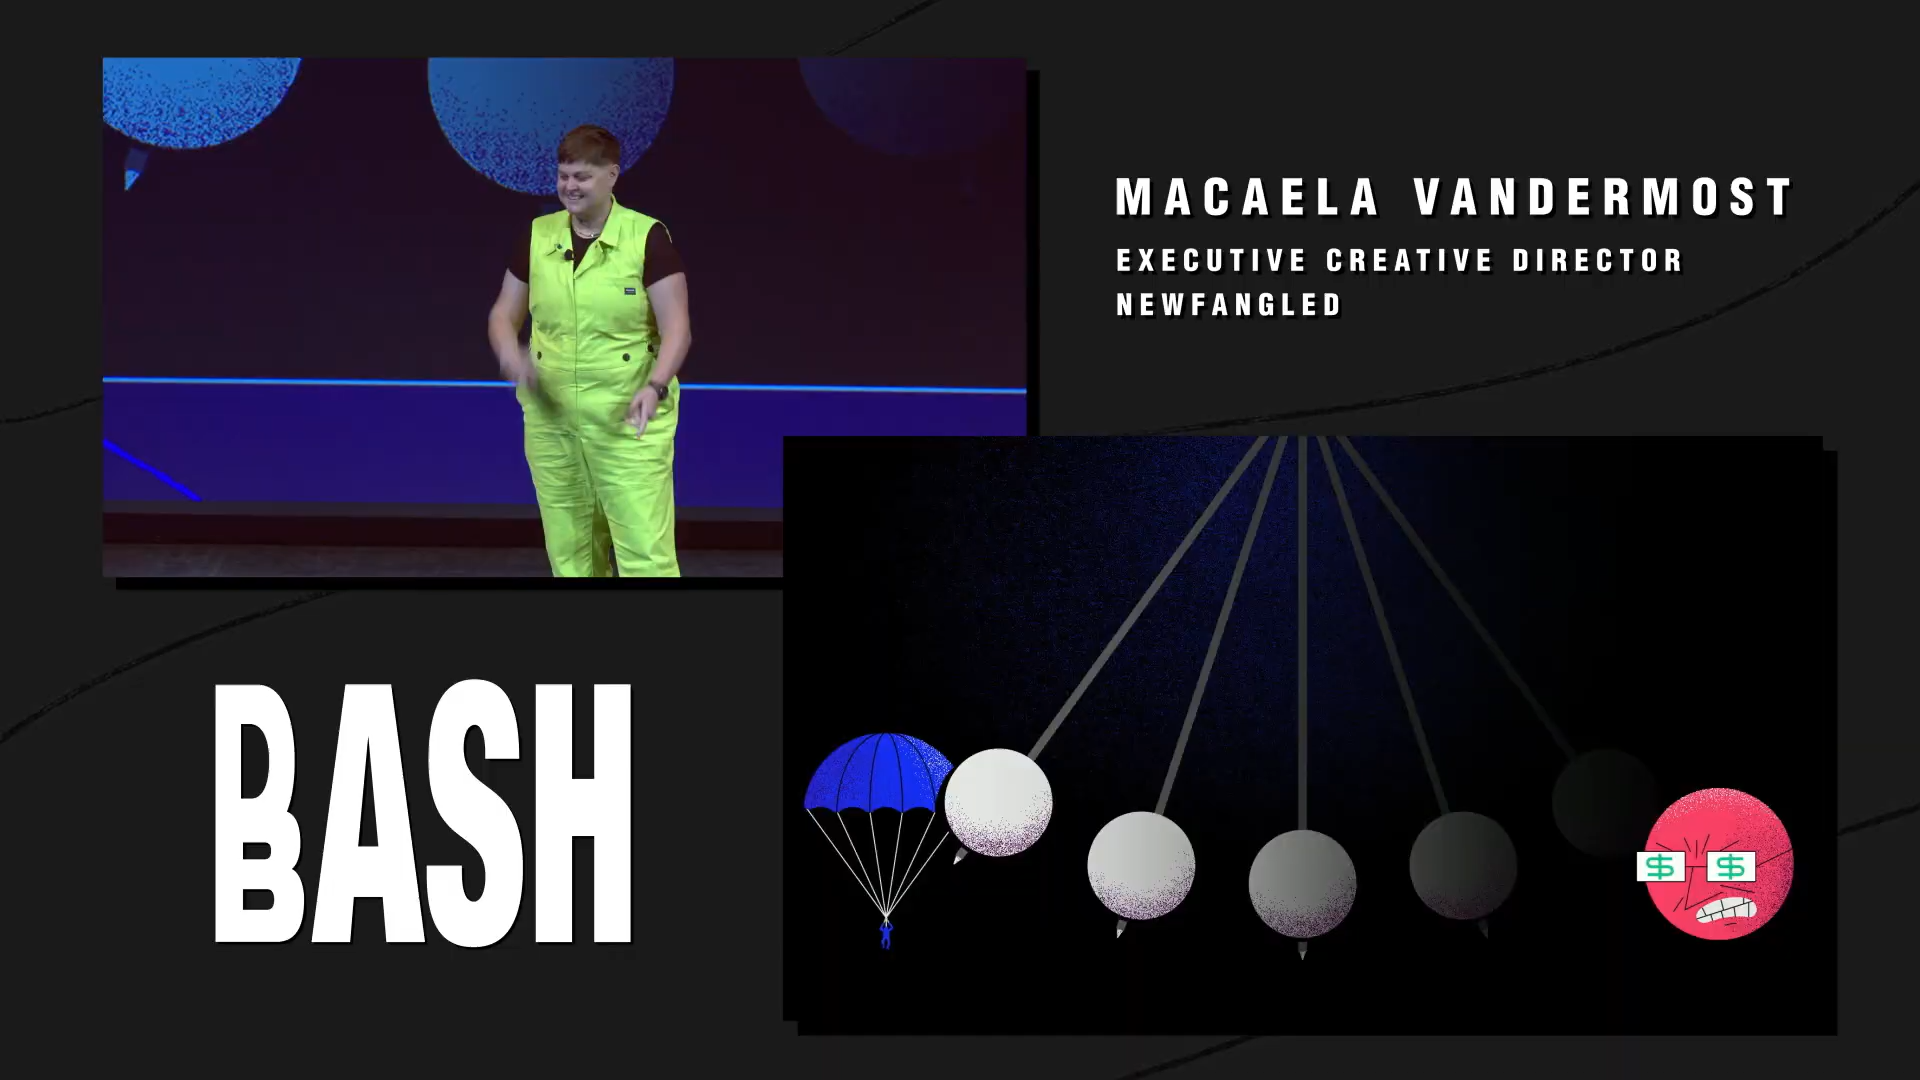 MACAELA VANDERMOST
EXECUTIVE CREATIVE DIRECTOR
NEWFANGLED
BASH
$ $